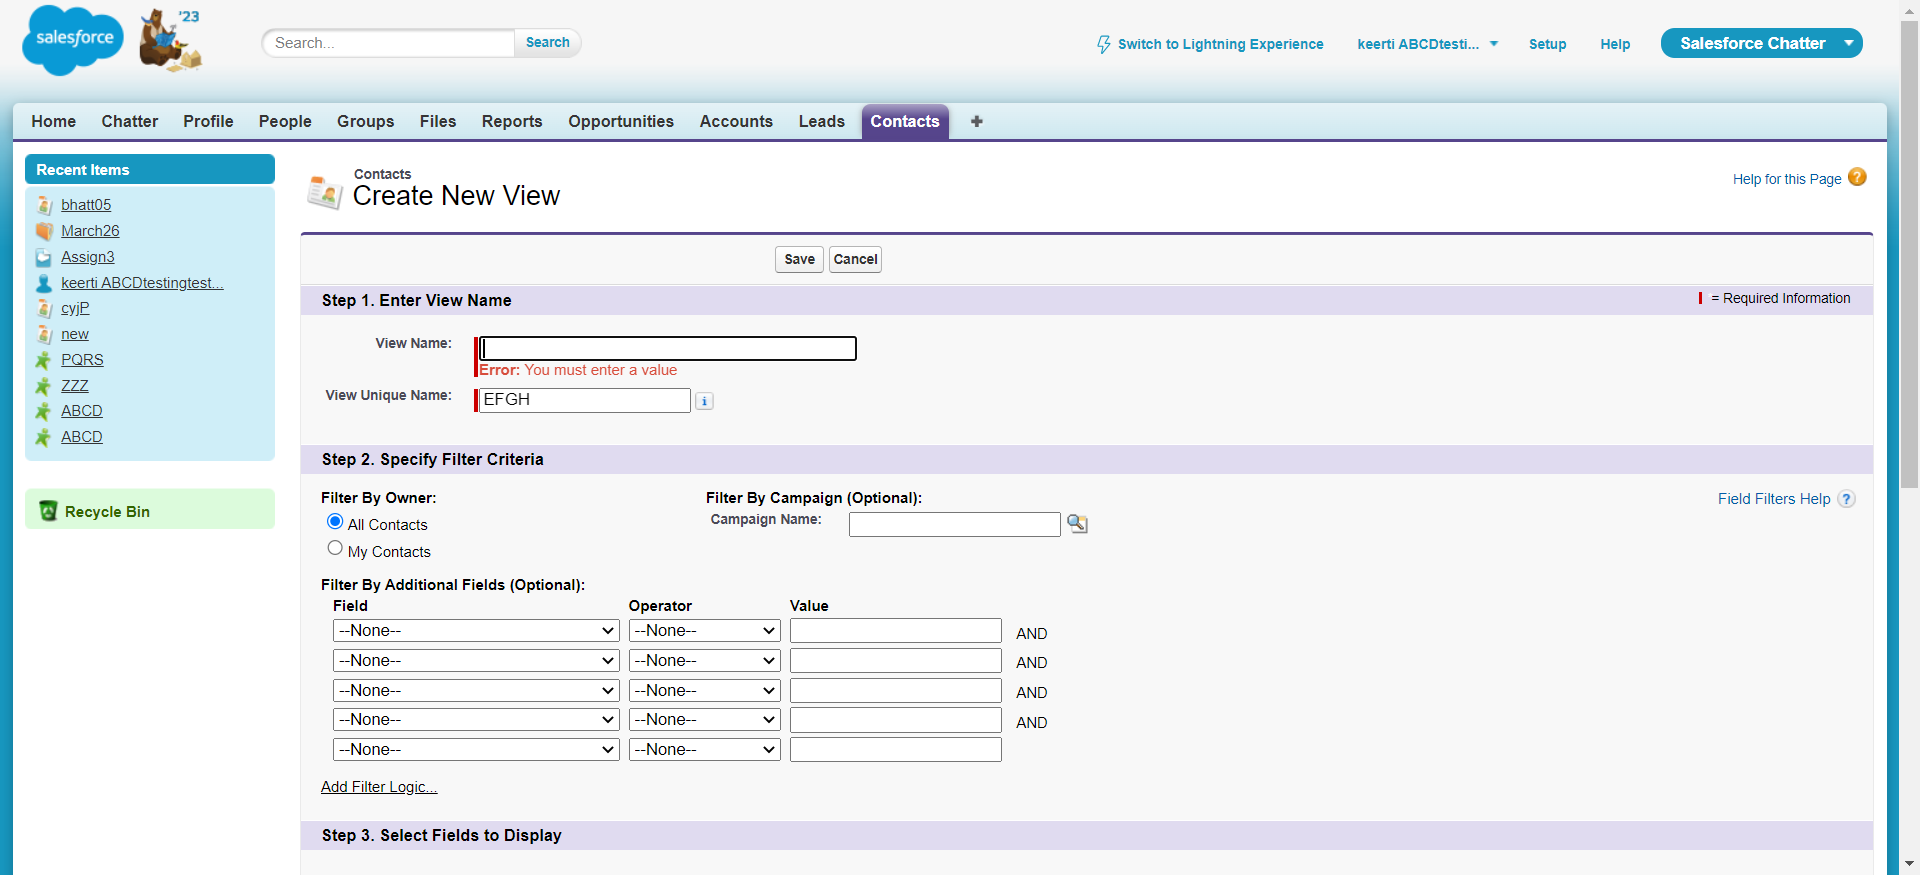 salesforce
'23
Search...
Search
Switch to Lightning Experience
keerti ABCDtesti...
Setup
Help
Salesforce Chatter
Home
Chatter
Profile
People
Groups
Files
Reports
Opportunities
Accounts
Leads
Contacts
Recent Items
bhatt05
March26
Assign3
keerti ABCDtestingtest...
cyjP
new
PQRS
ZZZ
ABCD
ABCD
Recycle Bin
Contacts
Create New View
Help for this Page
Save
Cancel
Step 1. Enter View Name
= Required Information
View Name:
Error: You must enter a value
View Unique Name:
EFGH
Step 2. Specify Filter Criteria
Filter By Owner:
All Contacts
My Contacts
Filter By Campaign (Optional):
Campaign Name:
Field Filters Help
Filter By Additional Fields (Optional):
Field
Operator
Value
--None--
--None--
AND
--None--
--None--
AND
--None--
--None--
AND
--None--
--None--
AND
--None--
--None--
Add Filter Logic...
Step 3. Select Fields to Display